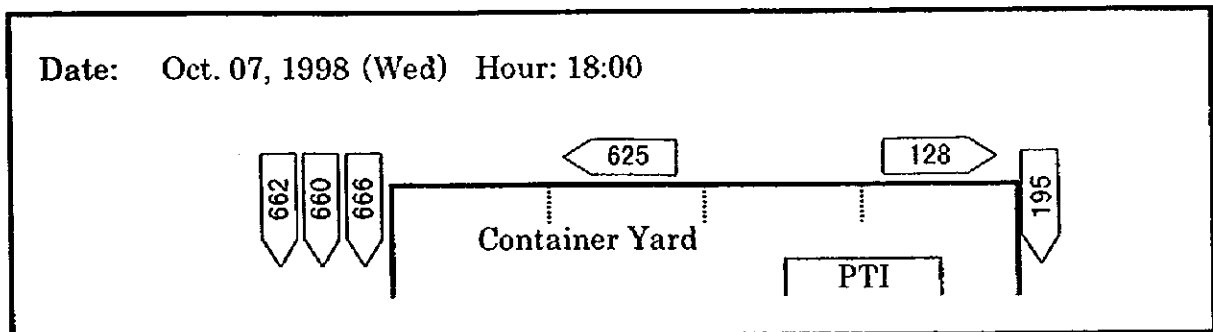 Date: Oct. 07, 1998 (Wed) Hour: 18:00
625
128
662
660
666
195
Container Yard
PTI